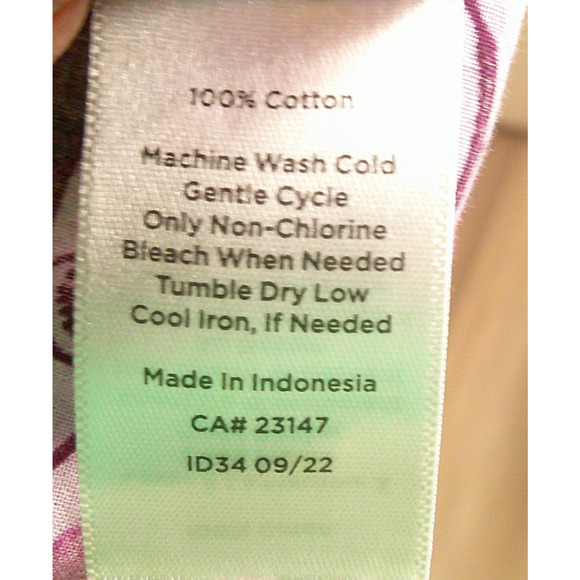 100% Cotton
Machine Wash Cold
Gentle Cycle
Only Non-Chlorine
Bleach When Needed
Tumble Dry Low
Cool Iron, If Needed
Made In Indonesia
CA# 23147
ID34 09/22